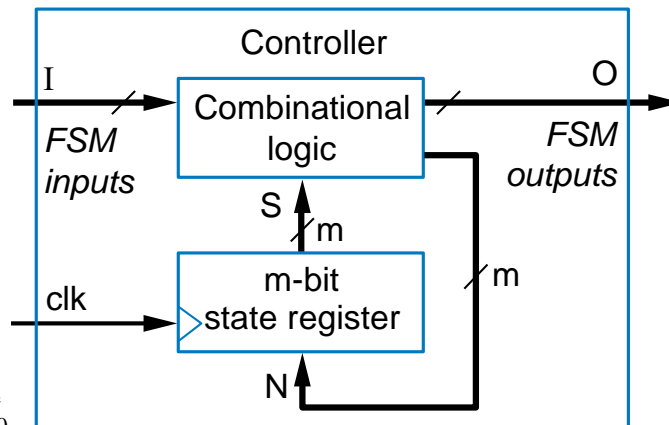 Controller
I
O
Combinational
logic
FSM
inputs
FSM
outputs
S
m
m
m-bit
state register
clk
N